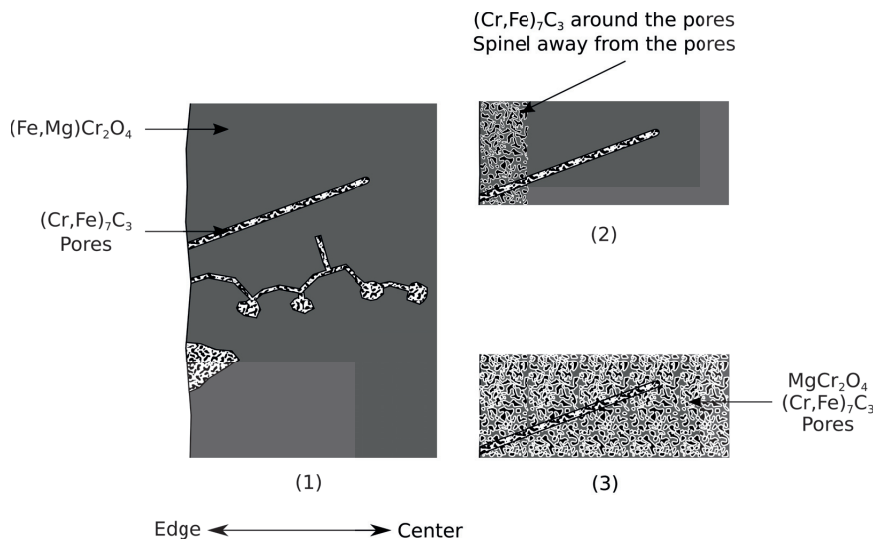 (Cr,Fe)₇C₃ around the pores
Spinel away from the pores
(Fe,Mg)Cr₂O₄
(Cr,Fe)₇C₃
Pores
(2)
MgCr₂O₄
(Cr,Fe)₇C₃
Pores
(1)
(3)
Edge
Center